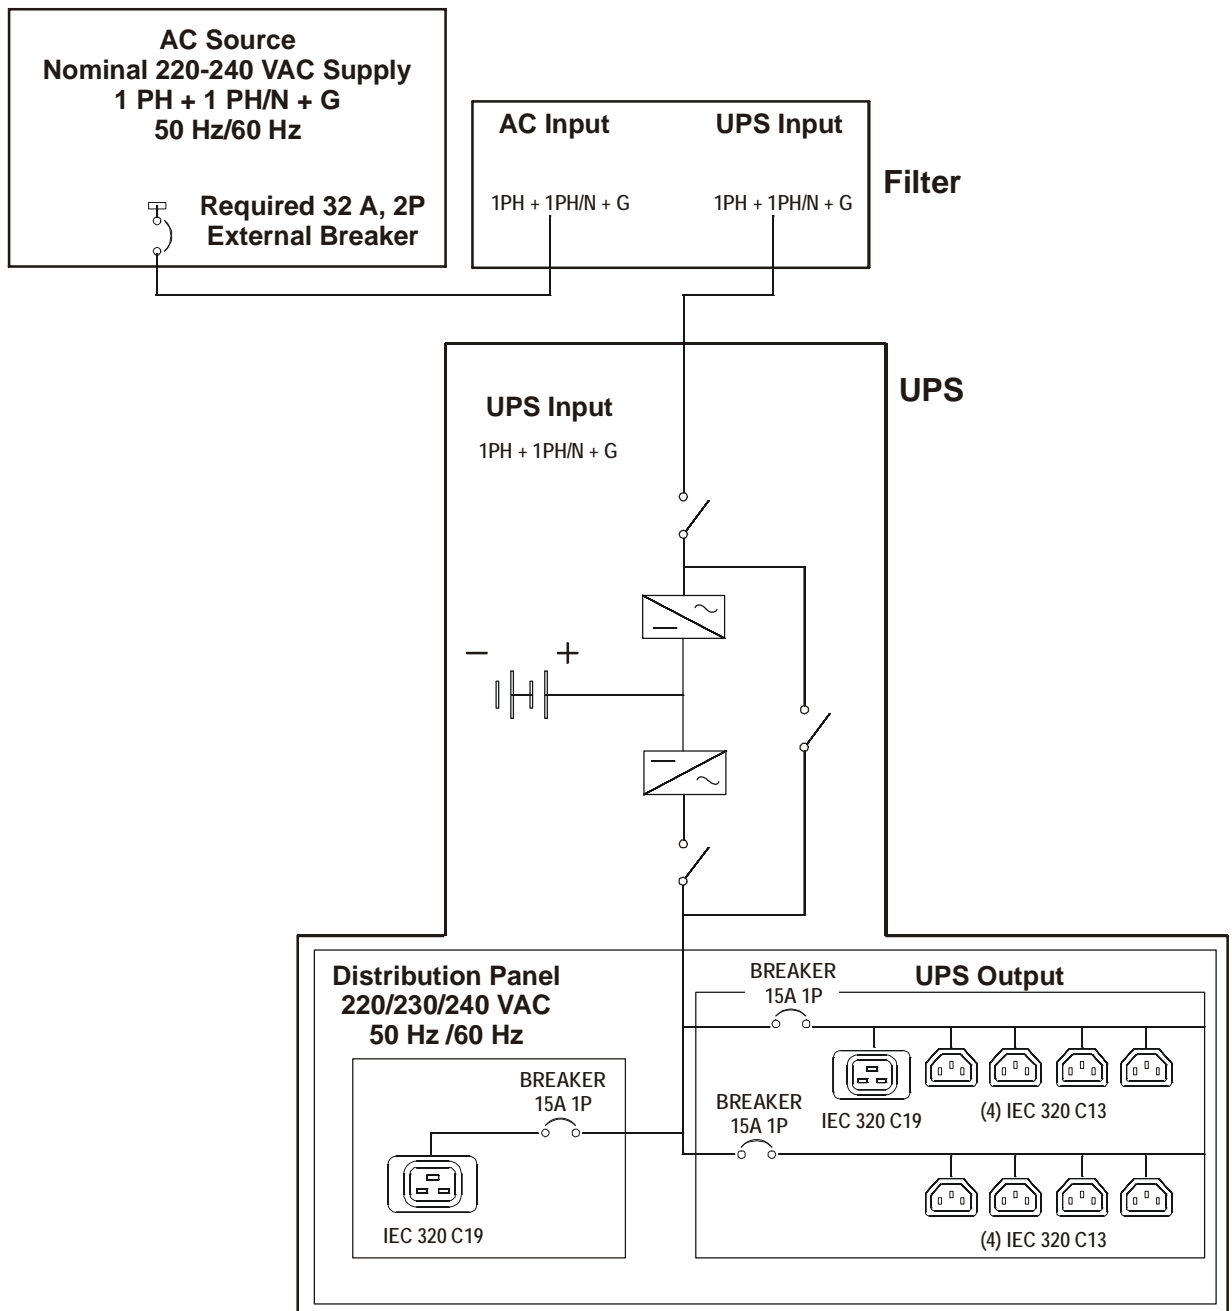 AC Source
Nominal 220-240 VAC Supply
1 PH + 1 PH/N + G
50 Hz/60 Hz
Required 32 A, 2P
External Breaker
AC Input
UPS Input
1PH + 1PH/N + G
1PH + 1PH/N + G
Filter
UPS
UPS Input
1PH + 1PH/N + G
− +
Distribution Panel
220/230/240 VAC
50 Hz /60 Hz
BREAKER
15A 1P
UPS Output
BREAKER
15A 1P
IEC 320 C19
(4) IEC 320 C13
BREAKER
15A 1P
IEC 320 C19
(4) IEC 320 C13